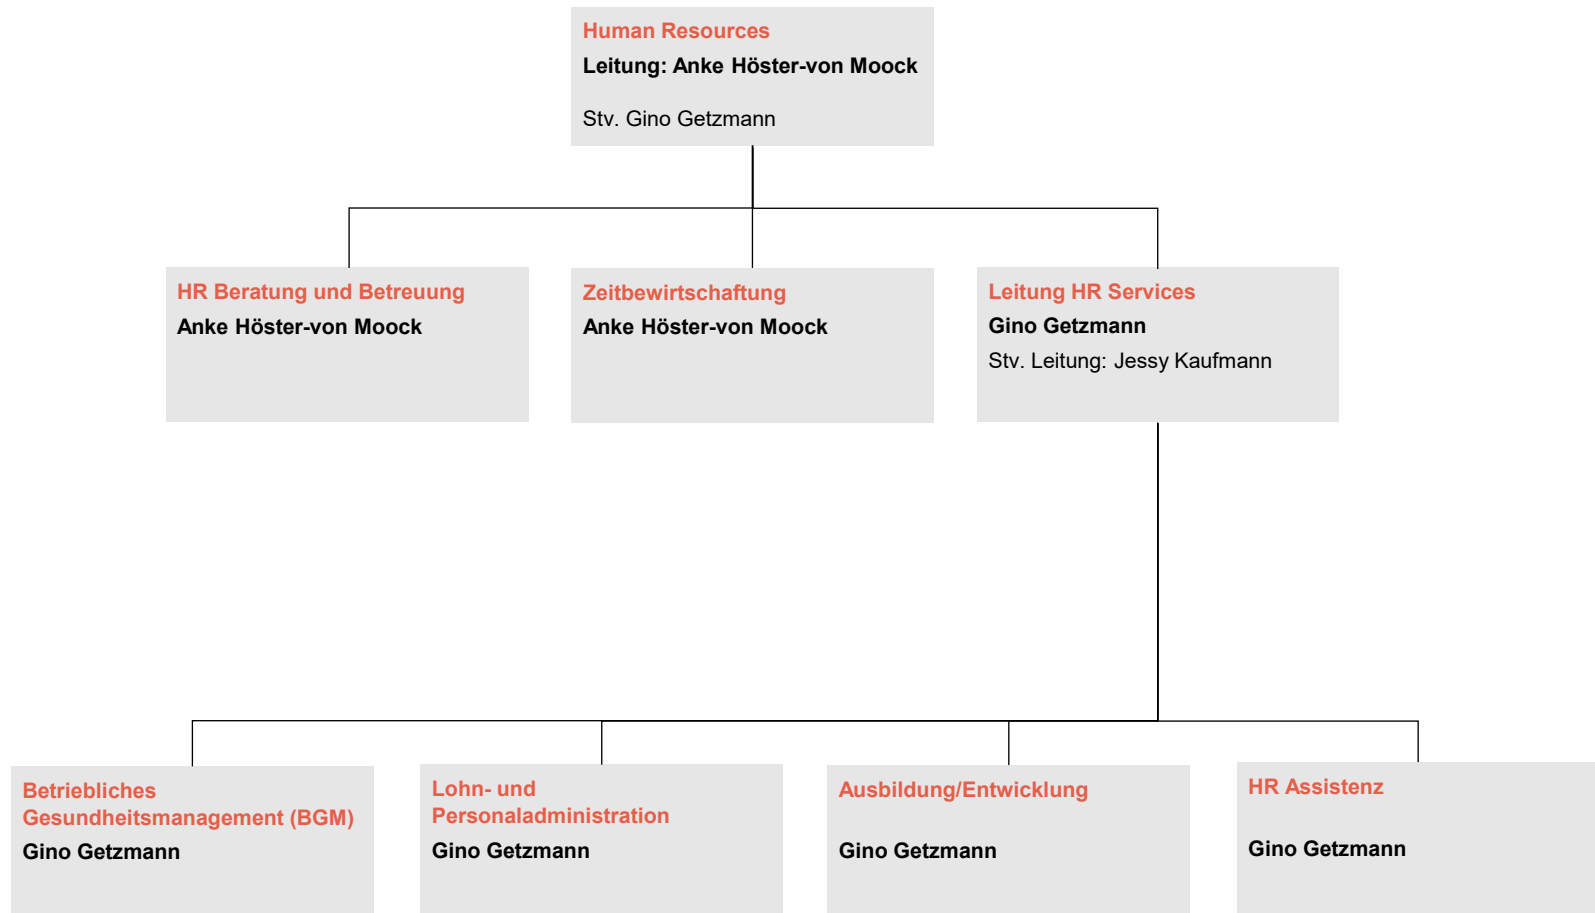 Human Resources
Leitung: Anke Höster-von Moock
Stv. Gino Getzmann
HR Beratung und Betreuung
Anke Höster-von Moock
Zeitbewirtschaftung
Anke Höster-von Moock
Leitung HR Services
Gino Getzmann
Stv. Leitung: Jessy Kaufmann
Betriebliches
Gesundheitsmanagement (BGM)
Gino Getzmann
Lohn- und
Personaladministration
Gino Getzmann
Ausbildung/Entwicklung
Gino Getzmann
HR Assistenz
Gino Getzmann